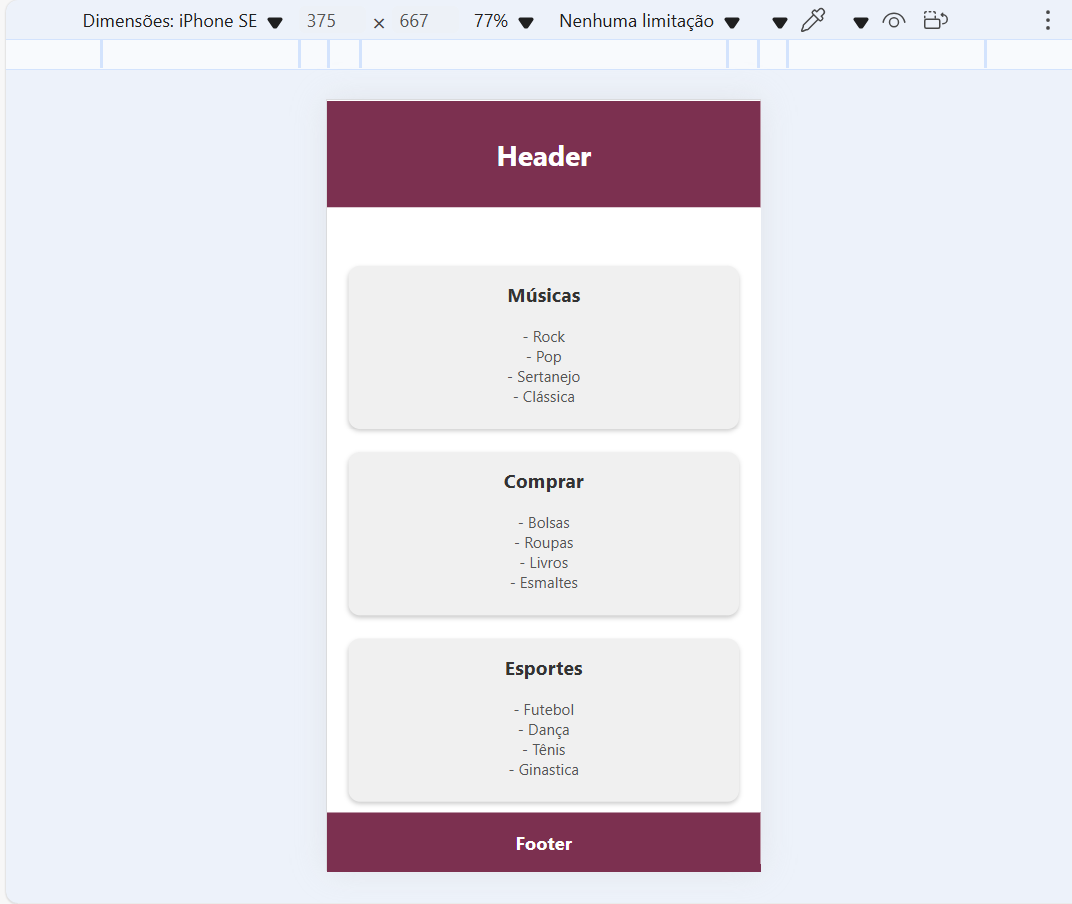 Dimensões: iPhone SE 375 × 667 77% Nenhuma limitação
Header
Músicas
- Rock
- Pop
- Sertanejo
- Clássica
Comprar
- Bolsas
- Roupas
- Livros
- Esmaltes
Esportes
- Futebol
- Dança
- Tênis
- Ginastica
Footer